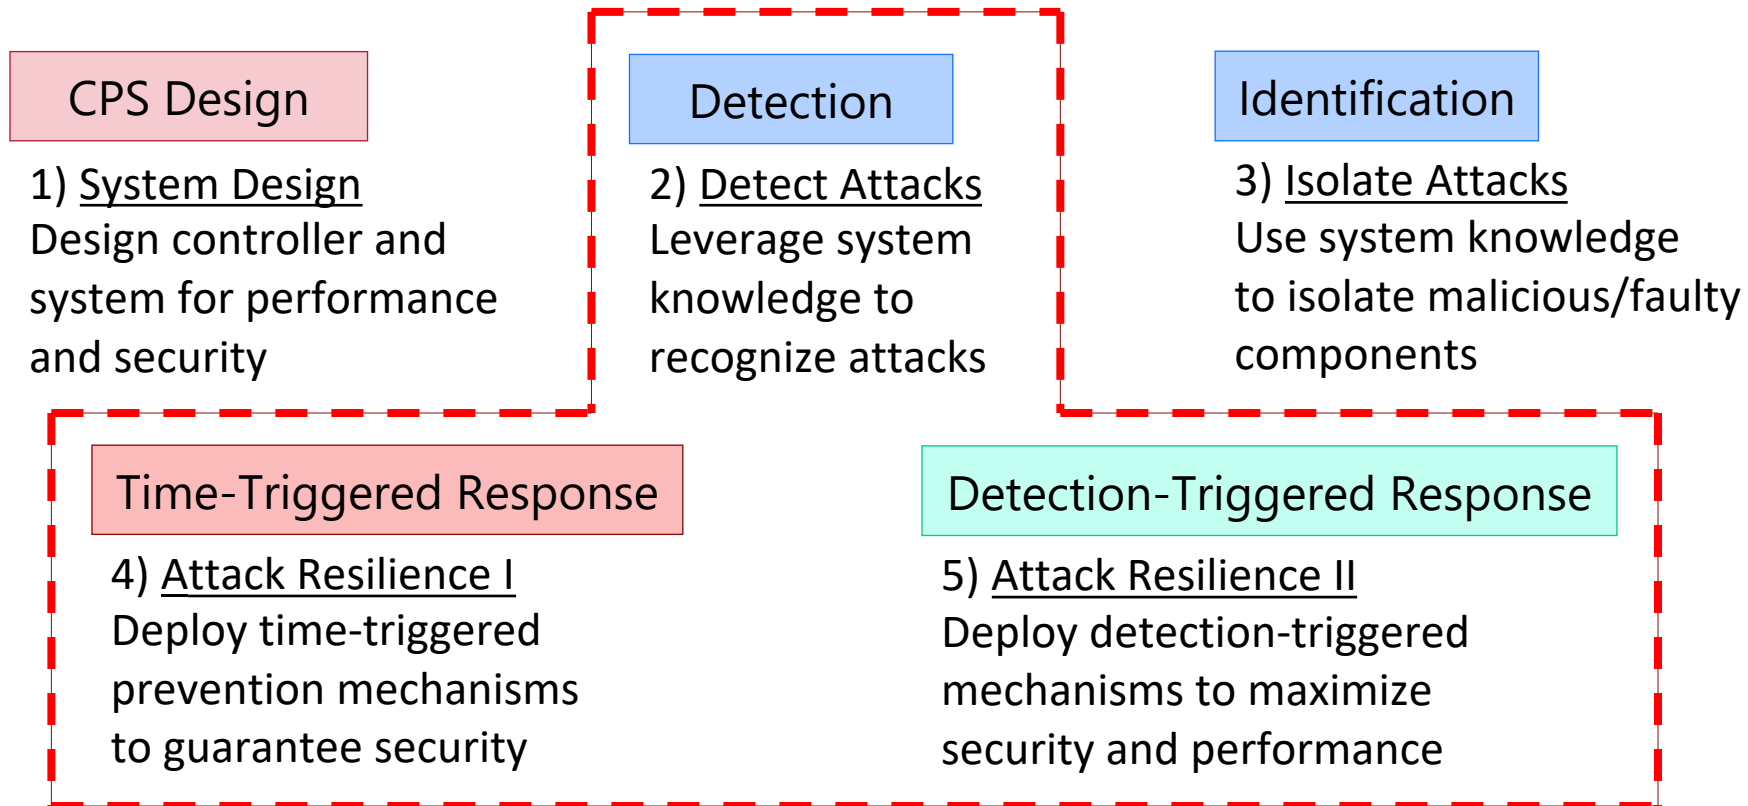 CPS Design
1) System Design
Design controller and
system for performance
and security
Detection
2) Detect Attacks
Leverage system
knowledge to
recognize attacks
Identification
3) Isolate Attacks
Use system knowledge
to isolate malicious/faulty
components
Time-Triggered Response
4) Attack Resilience I
Deploy time-triggered
prevention mechanisms
to guarantee security
Detection-Triggered Response
5) Attack Resilience II
Deploy detection-triggered
mechanisms to maximize
security and performance